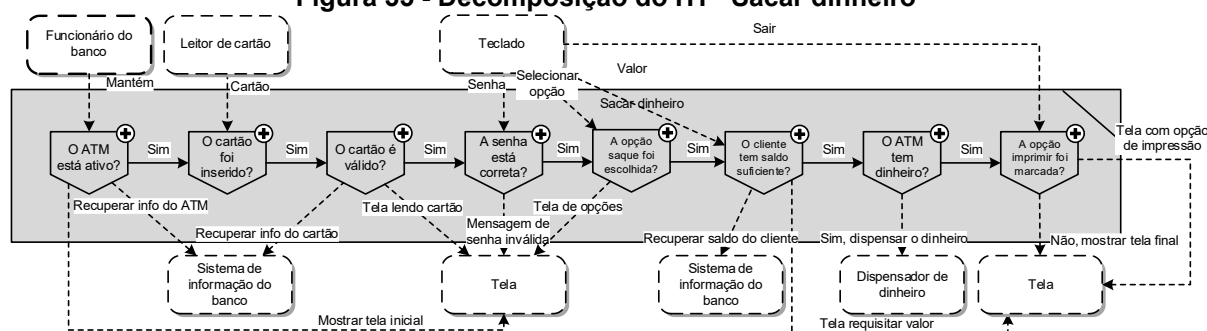 Figura 35 - Decomposição do HT "Sacar dinheiro"
Funcionário do
banco
Leitor de cartão
Teclado
Sair
Mantém
Cartão
Senha
Selecionar
opção
Valor
Sacar dinheiro
Tela com opção
de impressão
O ATM
está ativo?
Sim
O cartão
foi
inserido?
Sim
O cartão é
válido?
Sim
A senha
está
correta?
Sim
A opção
saque foi
escolhida?
Sim
O cliente
tem saldo
suficiente?
Sim
O ATM
tem
dinheiro?
Sim
A opção
imprimir foi
marcada?
Recuperar info do ATM
Tela lendo cartão
Tela de opções
Recuperar info do cartão
Mensagem de
senha inválida
Recuperar saldo do cliente
Sim, dispensar o dinheiro
Não, mostrar tela final
Sistema de
informação do
banco
Tela
Sistema de
informação do
banco
Dispensador de
dinheiro
Tela
Mostrar tela inicial
Tela requisitar valor